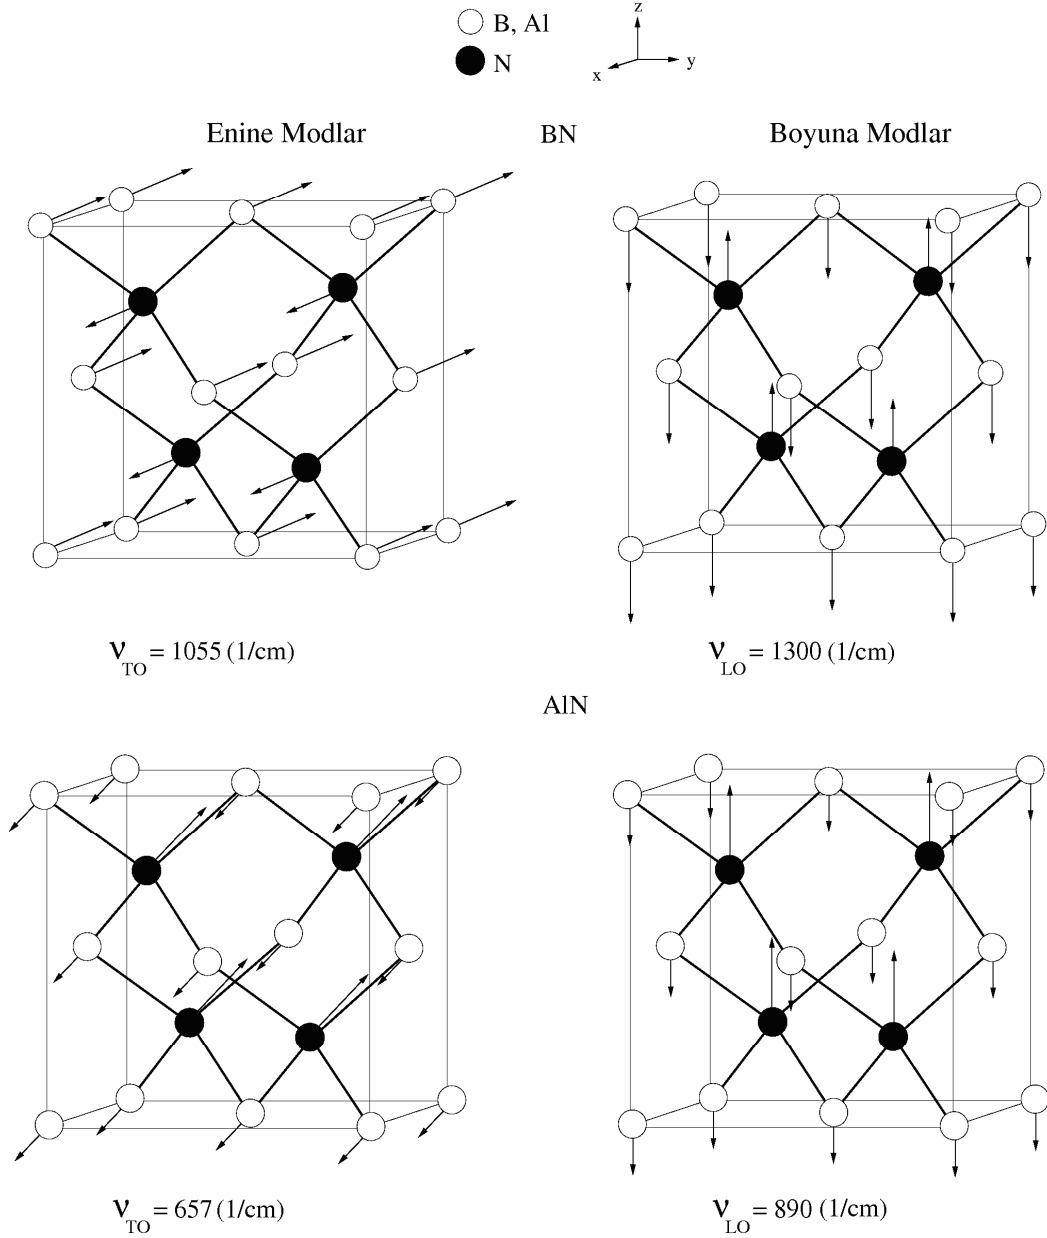 B, Al
N
z
x
y
Enine Modlar
BN
Boyuna Modlar
ν_TO = 1055 (1/cm)
ν_LO = 1300 (1/cm)
AlN
ν_TO = 657 (1/cm)
ν_LO = 890 (1/cm)